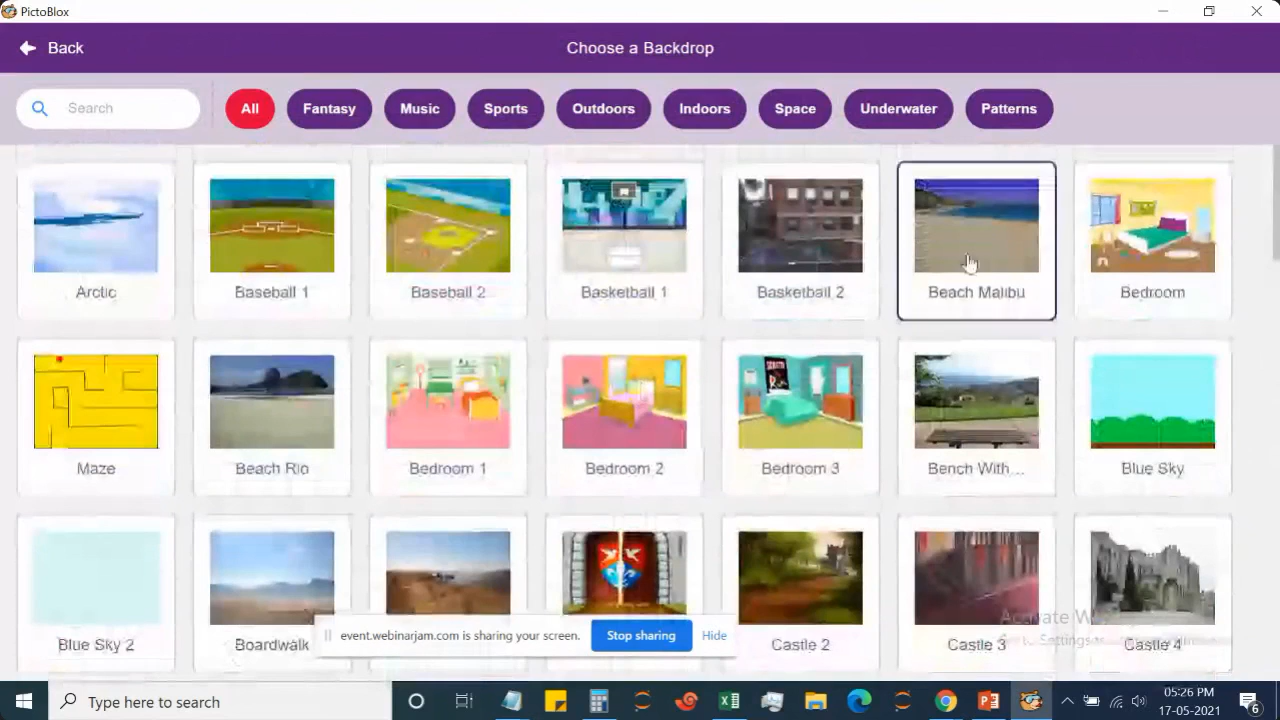 PictoBlox
Back
Choose a Backdrop
Search
All
Fantasy
Music
Sports
Outdoors
Indoors
Space
Underwater
Patterns
Arctic
Baseball 1
Baseball 2
Basketball 1
Basketball 2
Beach Malibu
Bedroom
Maze
Beach Rio
Bedroom 1
Bedroom 2
Bedroom 3
Bench With ...
Blue Sky
Blue Sky 2
Boardwalk
Castle 2
Castle 3
Castle 4
Activate
event.webinarjam.com is sharing your screen.
Stop sharing
Hide
Type here to search
05:26 PM
17-05-2021
6